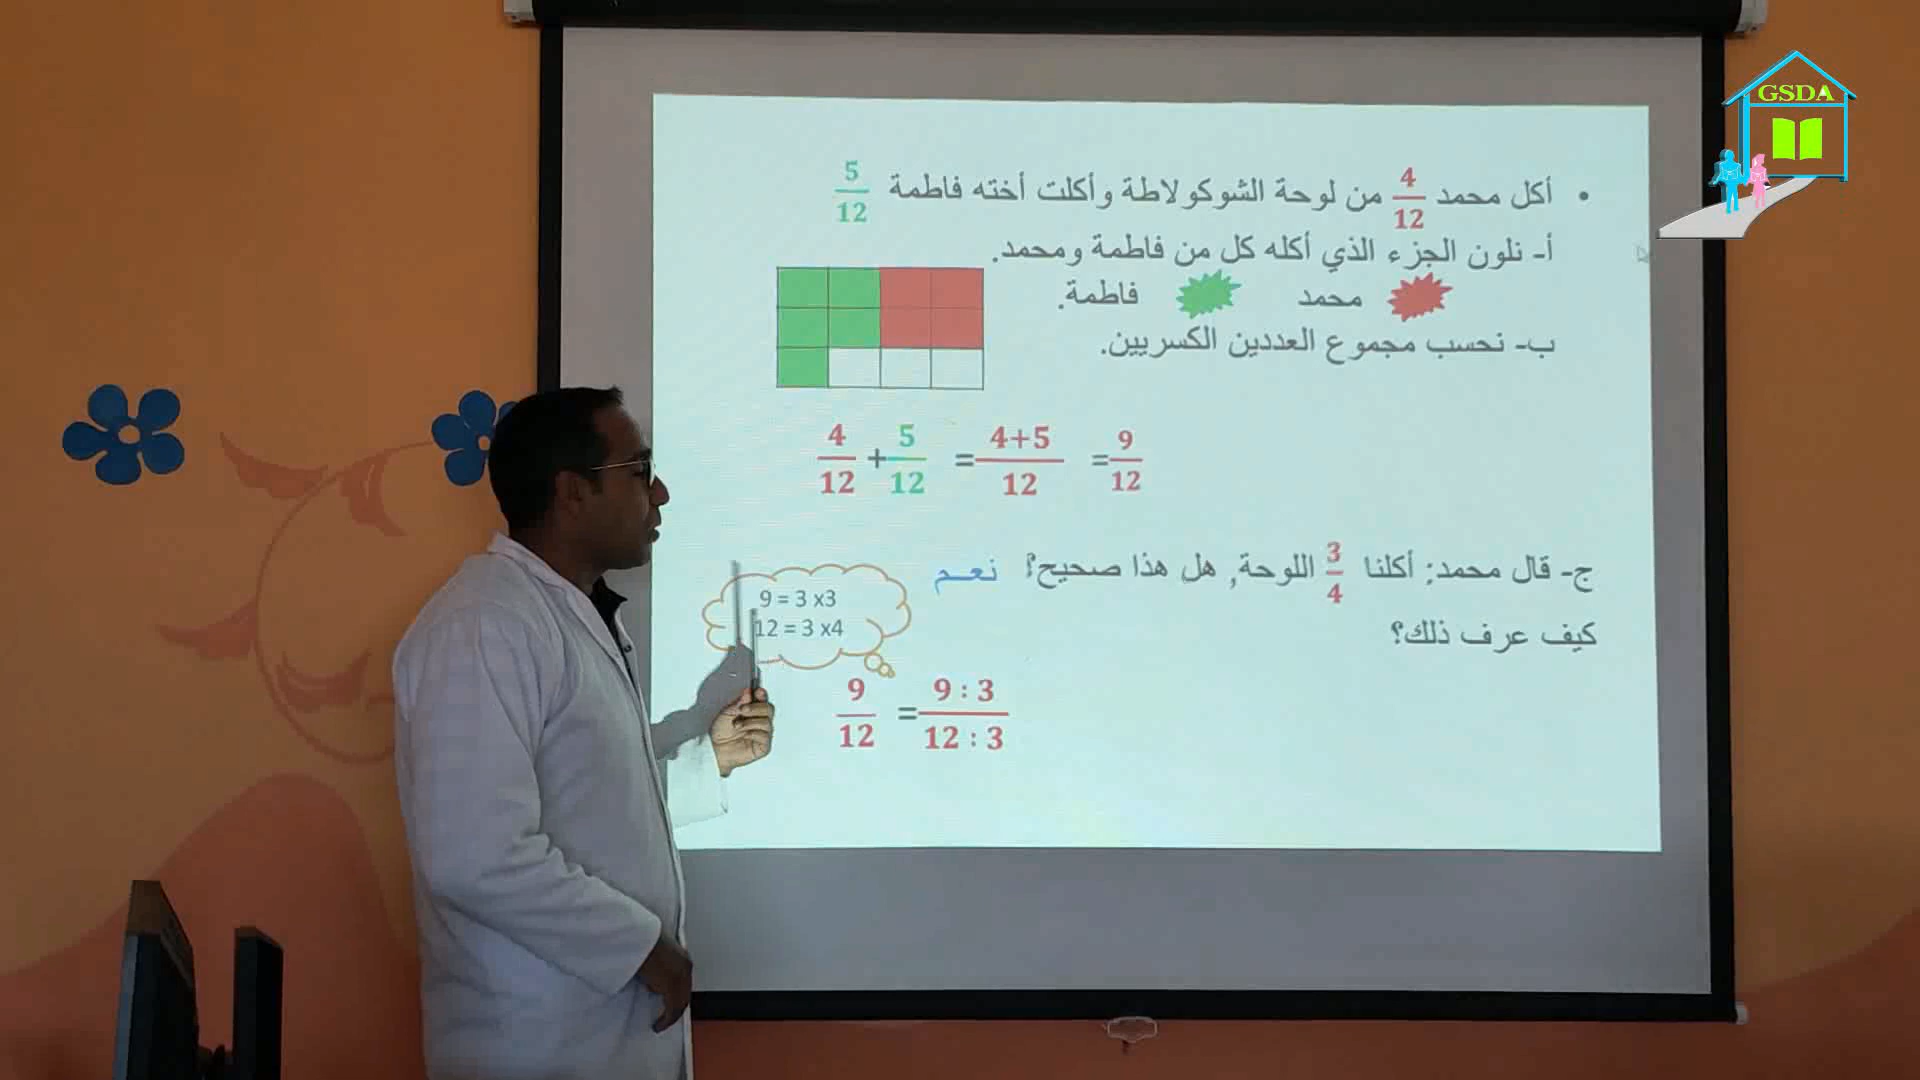 GSDA
• أكل محمد 4/12 من لوحة الشوكولاطة وأكلت أخته فاطمة 5/12
أ- نلون الجزء الذي أكله كل من فاطمة ومحمد.
محمد فاطمة.
ب- نحسب مجموع العددين الكسريين.
4/12 + 5/12 = 4+5/12 = 9/12
ج- قال محمد: أكلنا 3/4 اللوحة, هل هذا صحيح؟ نعم
كيف عرف ذلك؟
9 = 3 x3
12 = 3 x4
9/12 = 9 : 3/12 : 3